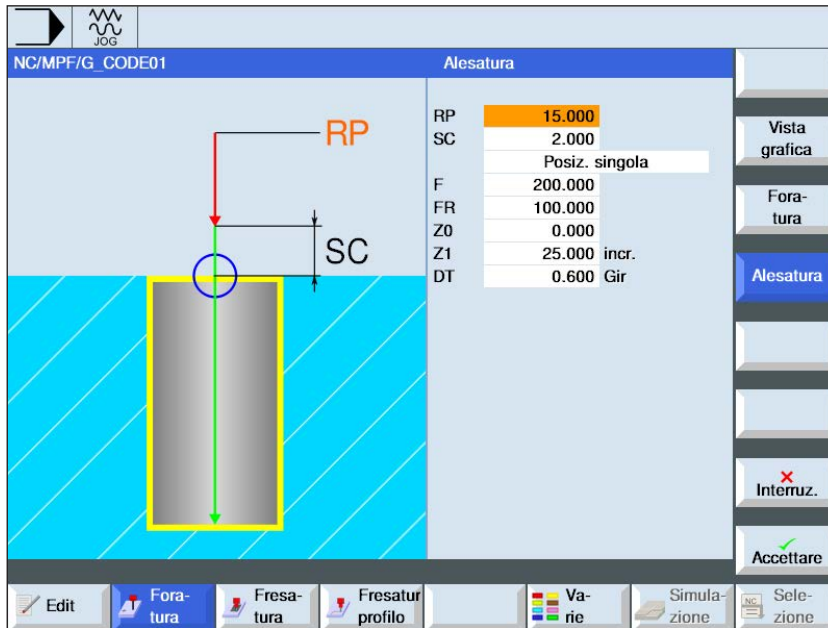 JOG
NC/MPF/G_CODE01
Alesatura
RP
SC
RP 15.000
SC 2.000
Posiz. singola
F 200.000
FR 100.000
Z0 0.000
Z1 25.000 incr.
DT 0.600 Gir
Vista
grafica
Fora-
tura
Alesatura
Interruz.
Accettare
Edit
Fora-
tura
Fresa-
tura
Fresatur
profilo
Va-
rie
Simula-
zione
NC
Sele-
zione